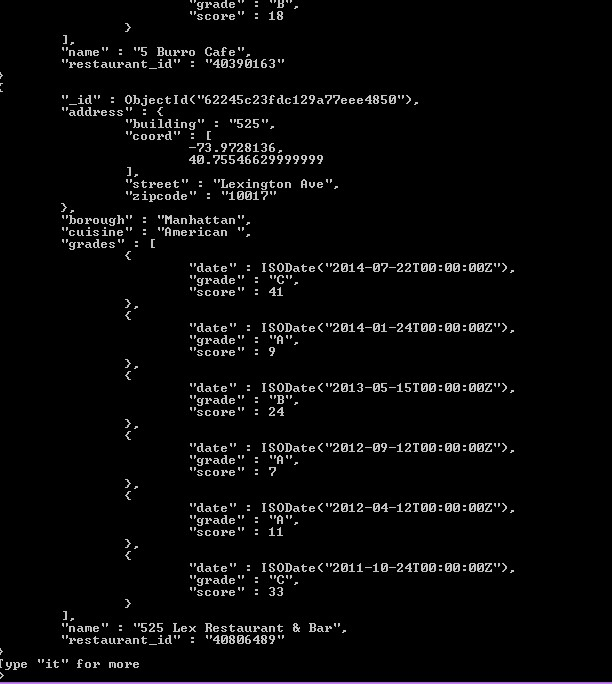 "grade" : "B",
"score" : 18
}
],
"name" : "5 Burro Cafe",
"restaurant_id" : "40390163"
}
{
"_id" : ObjectId("62245c23fdc129a77eee4850"),
"address" : {
"building" : "525",
"coord" : [
-73.9728136,
40.75546629999999
],
"street" : "Lexington Ave",
"zipcode" : "10017"
},
"borough" : "Manhattan",
"cuisine" : "American ",
"grades" : [
{
"date" : ISODate("2014-07-22T00:00:00Z"),
"grade" : "C",
"score" : 41
},
{
"date" : ISODate("2014-01-24T00:00:00Z"),
"grade" : "A",
"score" : 9
},
{
"date" : ISODate("2013-05-15T00:00:00Z"),
"grade" : "B",
"score" : 24
},
{
"date" : ISODate("2012-09-12T00:00:00Z"),
"grade" : "A",
"score" : 7
},
{
"date" : ISODate("2012-04-12T00:00:00Z"),
"grade" : "A",
"score" : 11
},
{
"date" : ISODate("2011-10-24T00:00:00Z"),
"grade" : "C",
"score" : 33
}
],
"name" : "525 Lex Restaurant & Bar",
"restaurant_id" : "40806489"
}
Type "it" for more
>